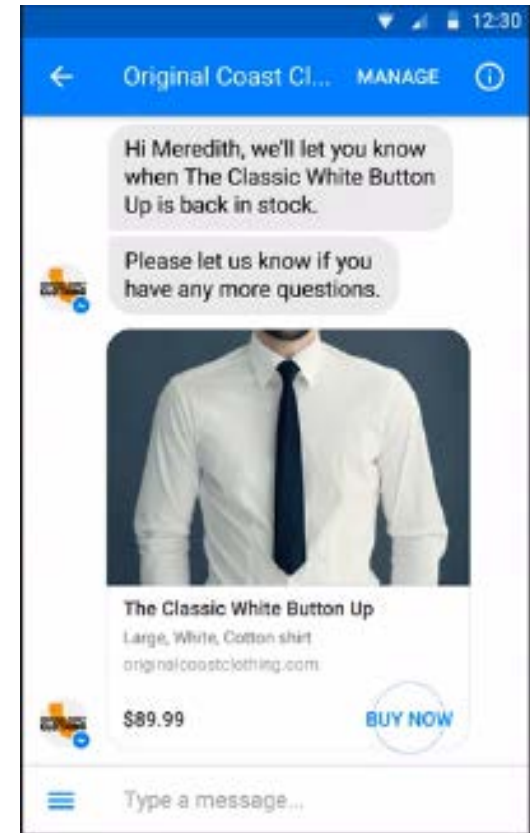 12:30
Original Coast Cl... MANAGE
Hi Meredith, we'll let you know
when The Classic White Button
Up is back in stock.
Please let us know if you
have any more questions.
The Classic White Button Up
Large, White, Cotton shirt
originalcoastclothing.com
$89.99 BUY NOW
Type a message...